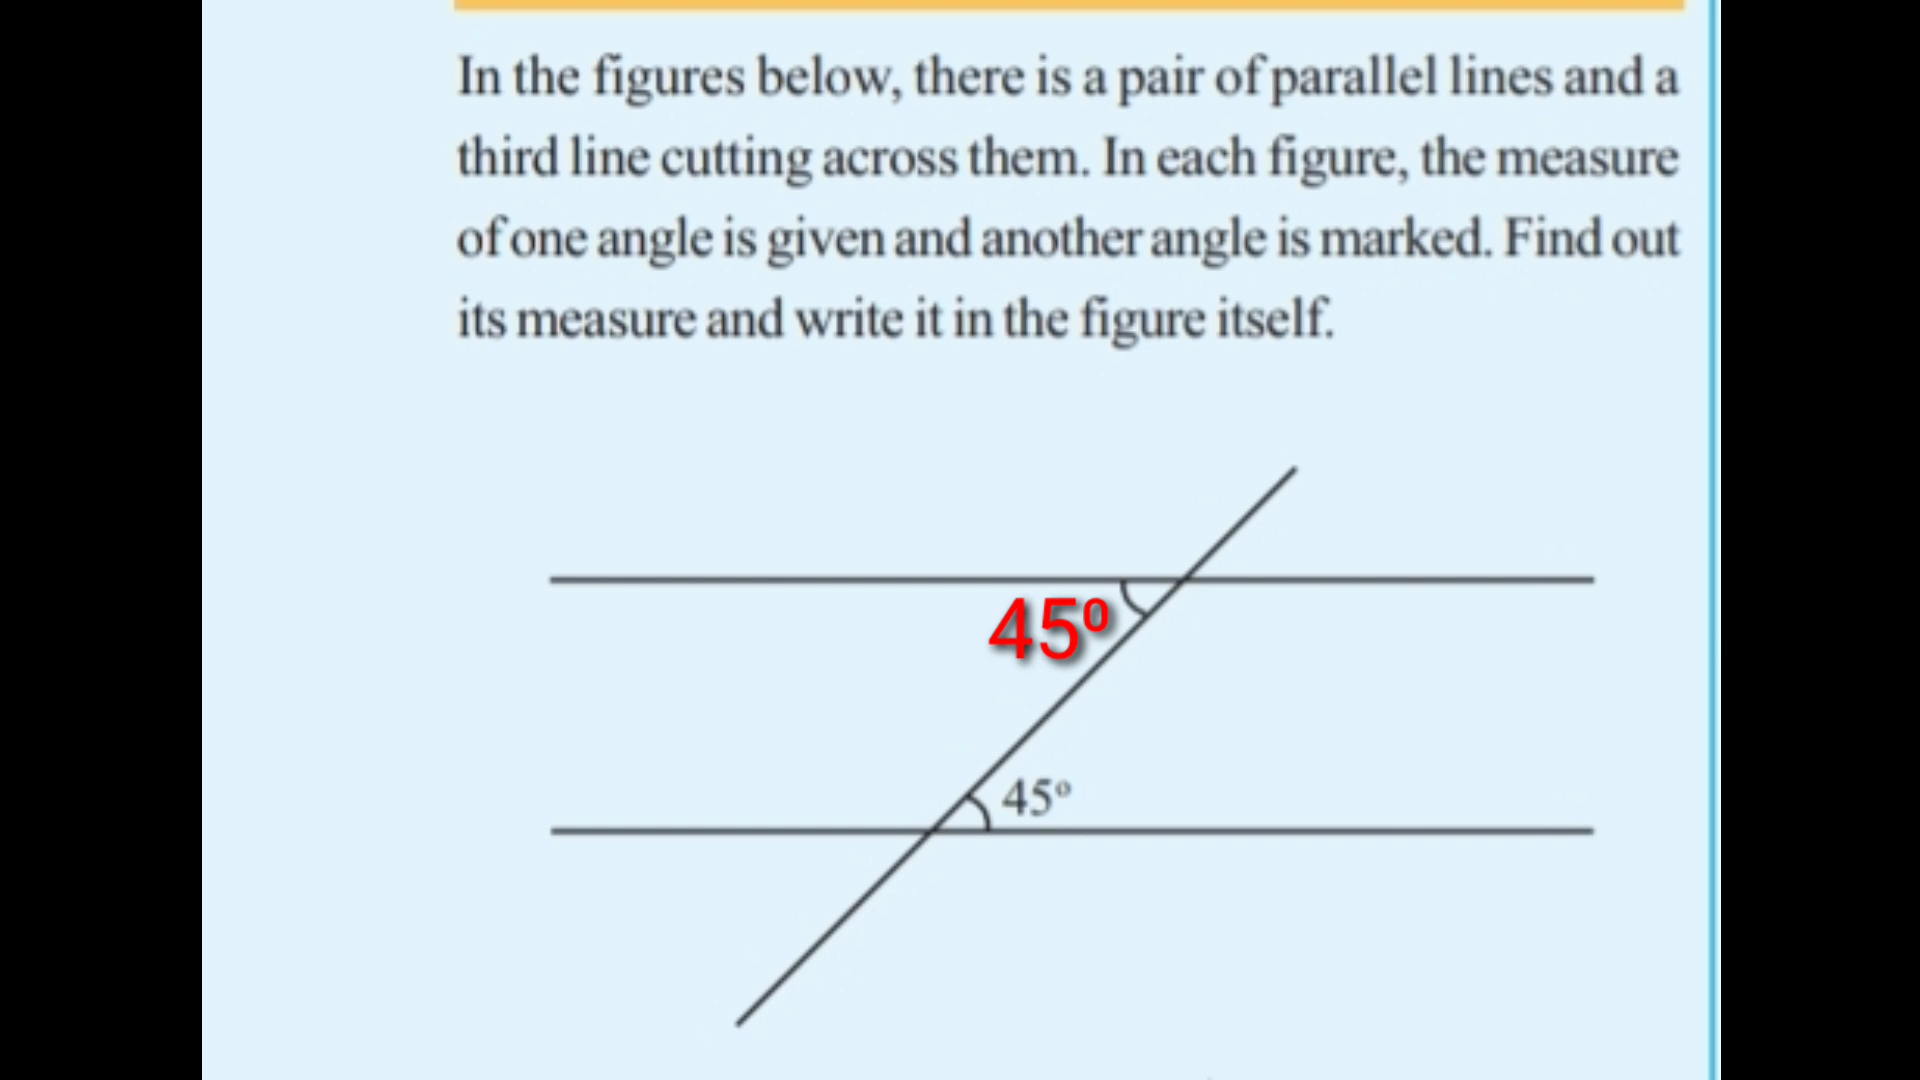 In the figures below, there is a pair of parallel lines and a
third line cutting across them. In each figure, the measure
of one angle is given and another angle is marked. Find out
its measure and write it in the figure itself.
45º
45º